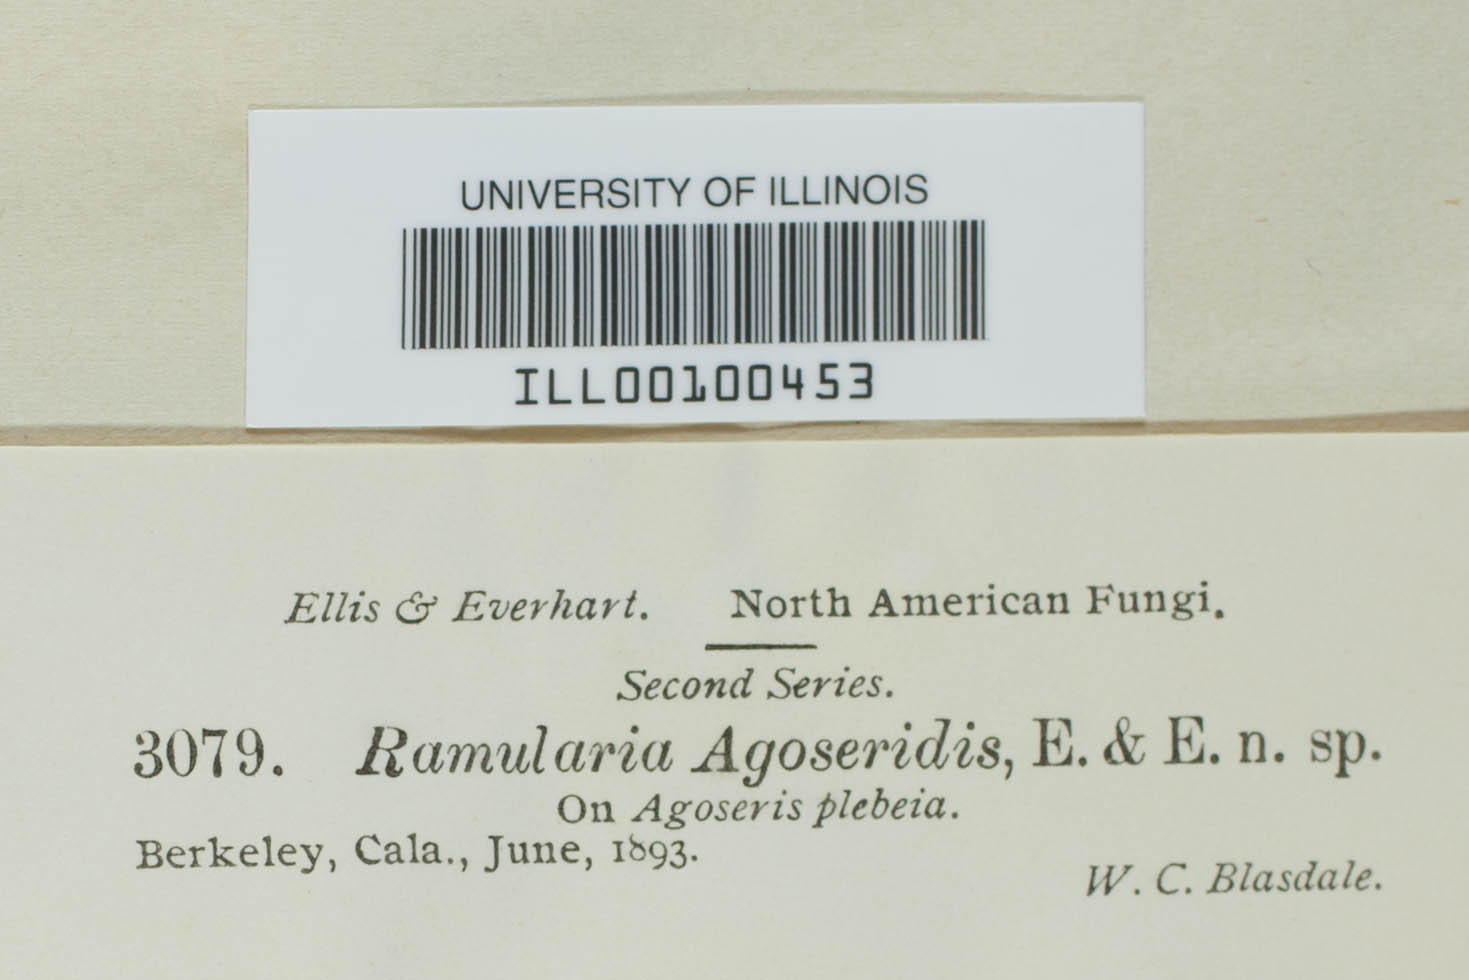 UNIVERSITY OF ILLINOIS
ILL00100453
Ellis & Everhart. North American Fungi.
Second Series.
3079. Ramularia Agoseridis, E. & E. n. sp.
On Agoseris plebeia.
Berkeley, Cala., June, 1893.
W. C. Blasdale.